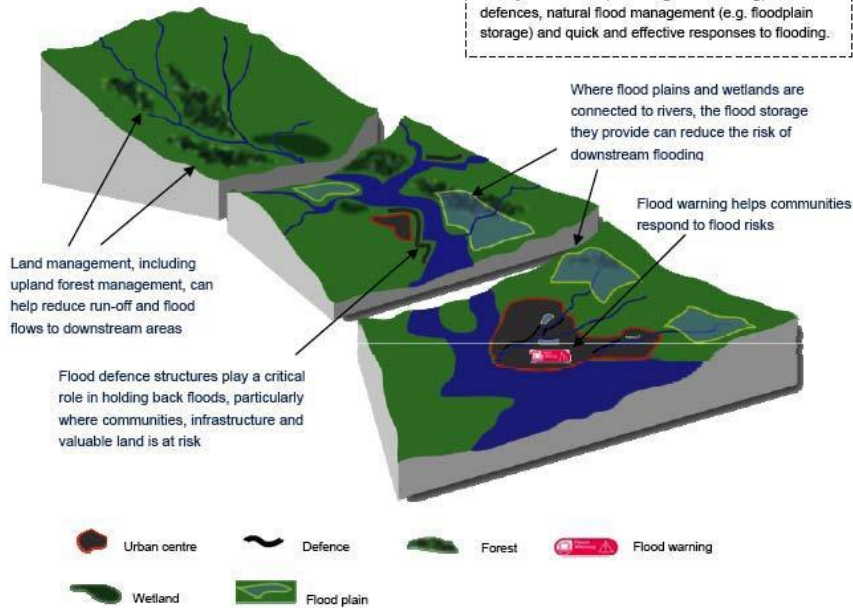 defences, natural flood management (e.g. floodplain
storage) and quick and effective responses to flooding.
Where flood plains and wetlands are
connected to rivers, the flood storage
they provide can reduce the risk of
downstream flooding
Flood warning helps communities
respond to flood risks
Land management, including
upland forest management, can
help reduce run-off and flood
flows to downstream areas
Flood defence structures play a critical
role in holding back floods, particularly
where communities, infrastructure and
valuable land is at risk
Urban centre
Defence
Forest
Flood warning
Wetland
Flood plain